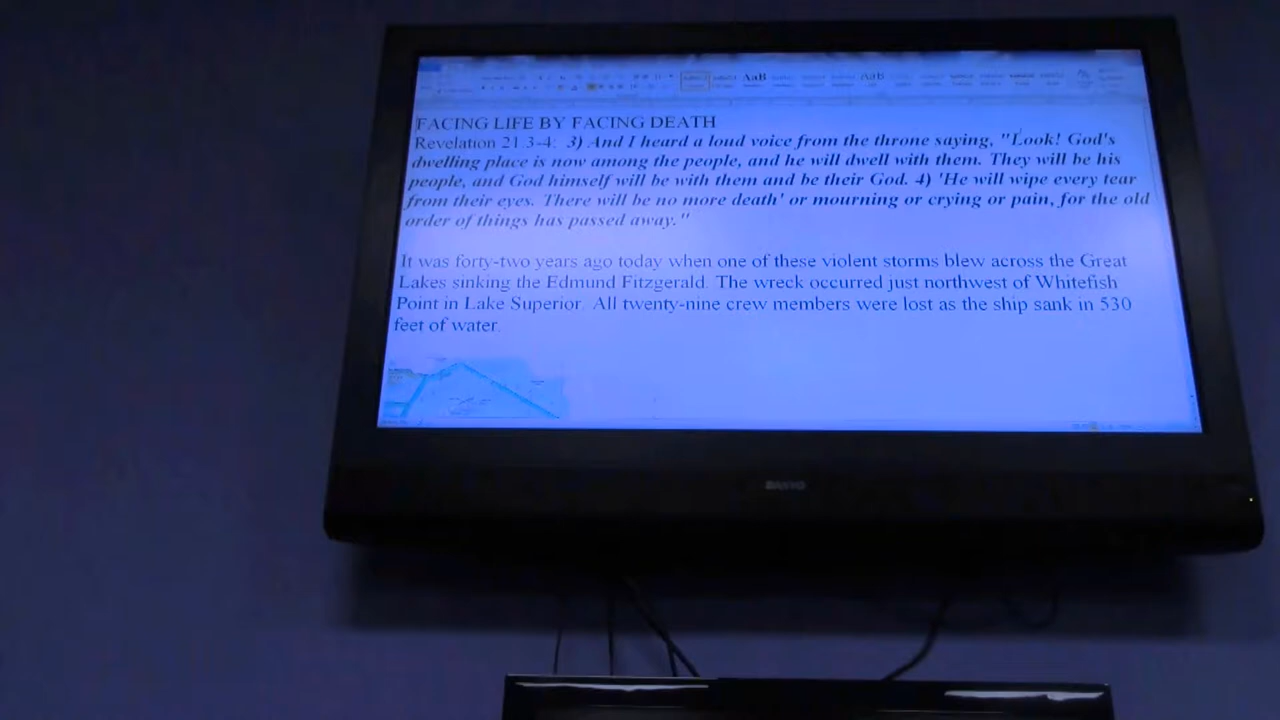 AaB
AaB
FACING LIFE BY FACING DEATH
Revelation 21:3-4: 3) And I heard a loud voice from the throne saying, "Look! God's
dwelling place is now among the people, and he will dwell with them. They will be his
people, and God himself will be with them and be their God. 4) 'He will wipe every tear
from their eyes. There will be no more death' or mourning or crying or pain, for the old
order of things has passed away."
It was forty-two years ago today when one of these violent storms blew across the Great
Lakes sinking the Edmund Fitzgerald. The wreck occurred just northwest of Whitefish
Point in Lake Superior. All twenty-nine crew members were lost as the ship sank in 530
feet of water.
SANYO